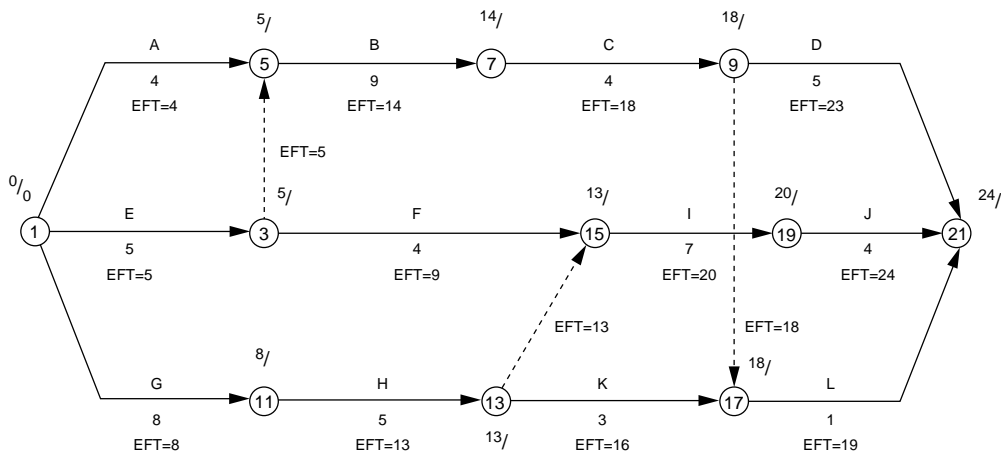 5/ 14/ 18/
A B C D
5 7 9
4 9 4 5
EFT=4 EFT=14 EFT=18 EFT=23
EFT=5
0/0 5/ 13/ 20/ 24/
E F I J
1 3 15 19 21
5 4 7 4
EFT=5 EFT=9 EFT=20 EFT=24
EFT=13 EFT=18
8/ 18/
G H K L
11 13 17
8 5 3 1
EFT=8 EFT=13 13/ EFT=16 EFT=19